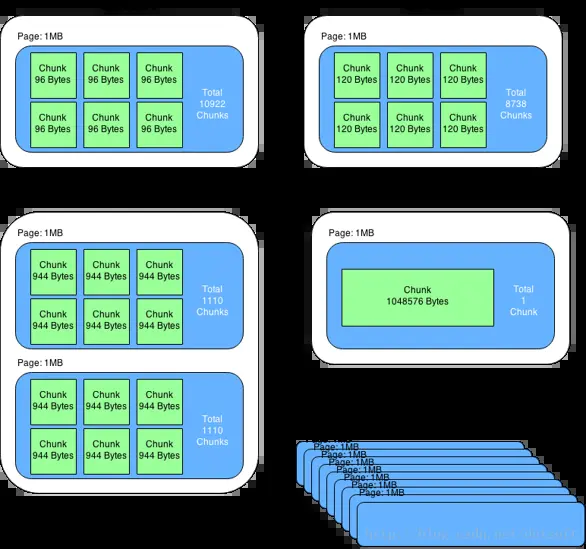 Page: 1MB
Chunk
96 Bytes
Chunk
96 Bytes
Chunk
96 Bytes
Chunk
96 Bytes
Chunk
96 Bytes
Chunk
96 Bytes
Total
10922
Chunks
Page: 1MB
Chunk
120 Bytes
Chunk
120 Bytes
Chunk
120 Bytes
Chunk
120 Bytes
Chunk
120 Bytes
Chunk
120 Bytes
Total
8738
Chunks
Page: 1MB
Chunk
944 Bytes
Chunk
944 Bytes
Chunk
944 Bytes
Chunk
944 Bytes
Chunk
944 Bytes
Chunk
944 Bytes
Total
1110
Chunks
Page: 1MB
Chunk
944 Bytes
Chunk
944 Bytes
Chunk
944 Bytes
Chunk
944 Bytes
Chunk
944 Bytes
Chunk
944 Bytes
Total
1110
Chunks
Page: 1MB
Chunk
1048576 Bytes
Total
1
Chunk
Page: 1MB
Page: 1MB
Page: 1MB
Page: 1MB
Page: 1MB
Page: 1MB
Page: 1MB